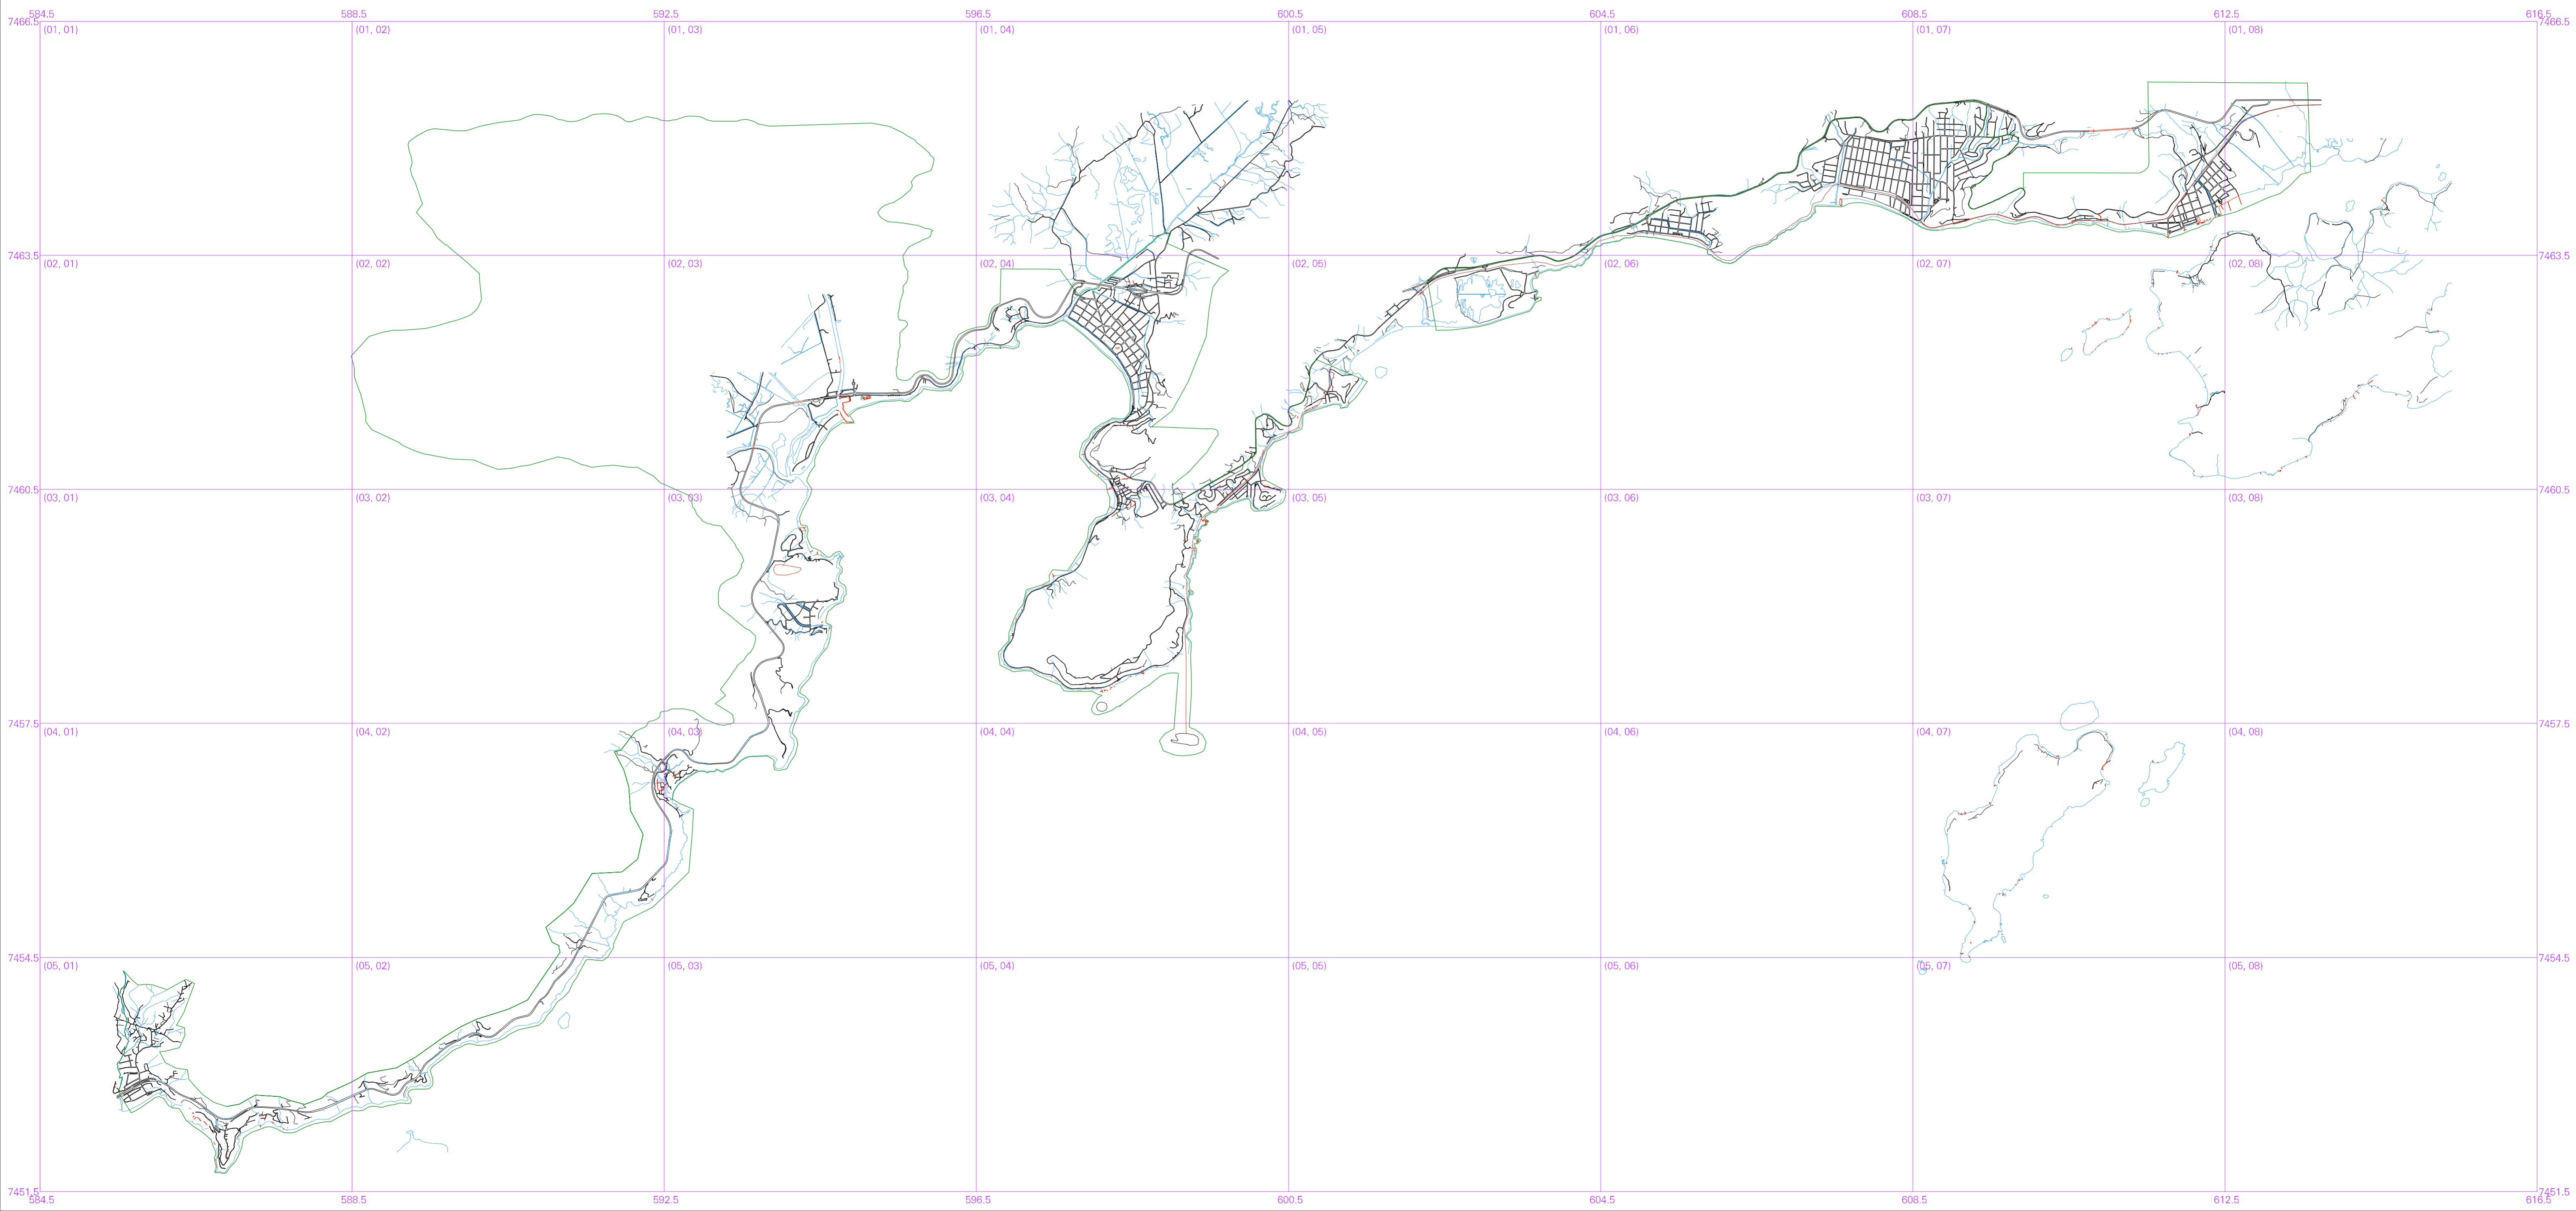 584.5 588.5 592.5 596.5 600.5 604.5 608.5 612.5 616.5
7466.5 7466.5
(01, 01) (01, 02) (01, 03) (01, 04) (01, 05) (01, 06) (01, 07) (01, 08)
7463.5 7463.5
(02, 01) (02, 02) (02, 03) (02, 04) (02, 05) (02, 06) (02, 07) (02, 08)
7460.5 7460.5
(03, 01) (03, 02) (03, 03) (03, 04) (03, 05) (03, 06) (03, 07) (03, 08)
7457.5 7457.5
(04, 01) (04, 02) (04, 03) (04, 04) (04, 05) (04, 06) (04, 07) (04, 08)
7454.5 7454.5
(05, 01) (05, 02) (05, 03) (05, 04) (05, 05) (05, 06) (05, 07) (05, 08)
7451.5 7451.5
584.5 588.5 592.5 596.5 600.5 604.5 608.5 612.5 616.5